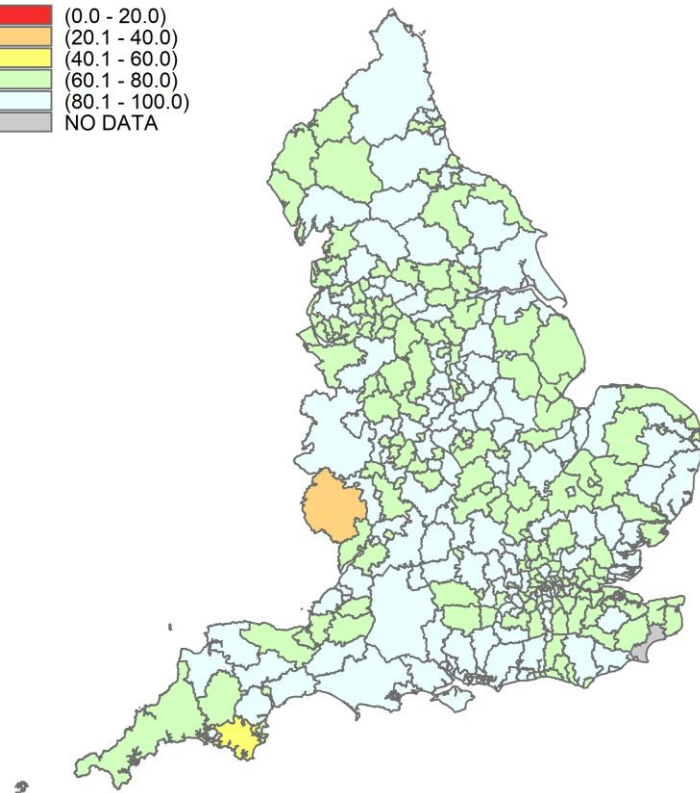 (0.0 - 20.0)
(20.1 - 40.0)
(40.1 - 60.0)
(60.1 - 80.0)
(80.1 - 100.0)
NO DATA